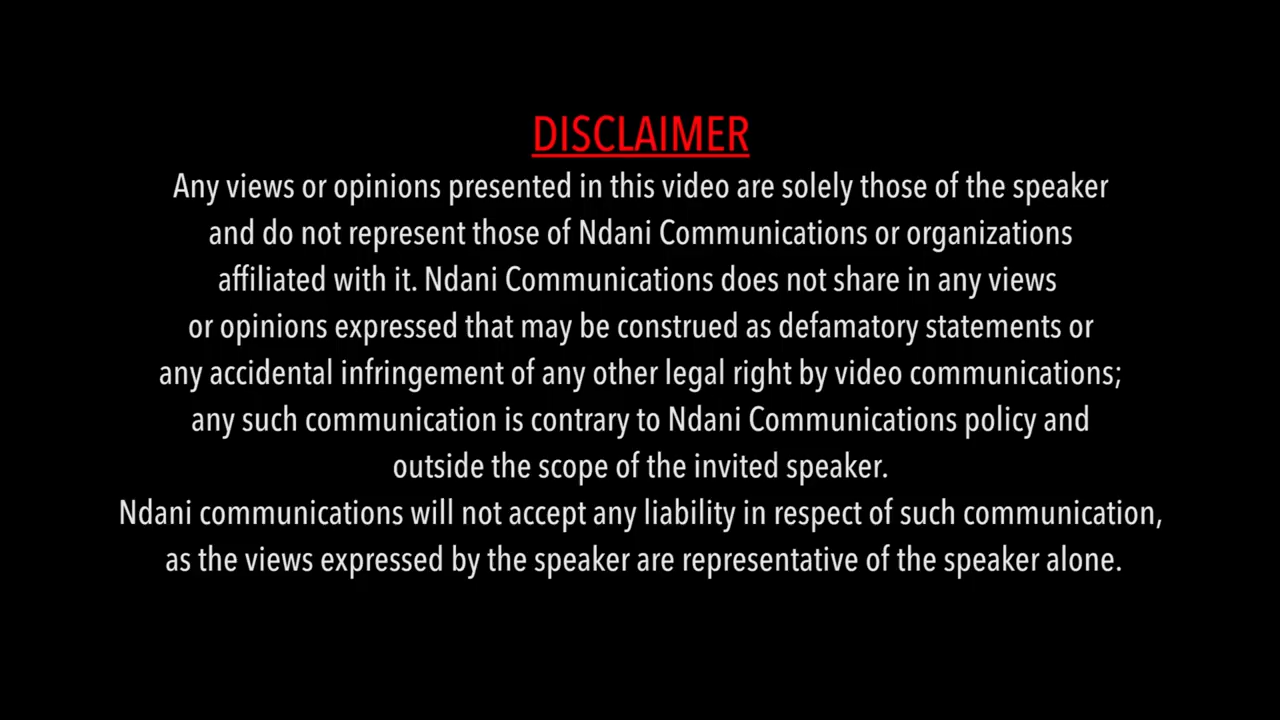 DISCLAIMER
Any views or opinions presented in this video are solely those of the speaker
and do not represent those of Ndani Communications or organizations
affiliated with it. Ndani Communications does not share in any views
or opinions expressed that may be construed as defamatory statements or
any accidental infringement of any other legal right by video communications;
any such communication is contrary to Ndani Communications policy and
outside the scope of the invited speaker.
Ndani communications will not accept any liability in respect of such communication,
as the views expressed by the speaker are representative of the speaker alone.